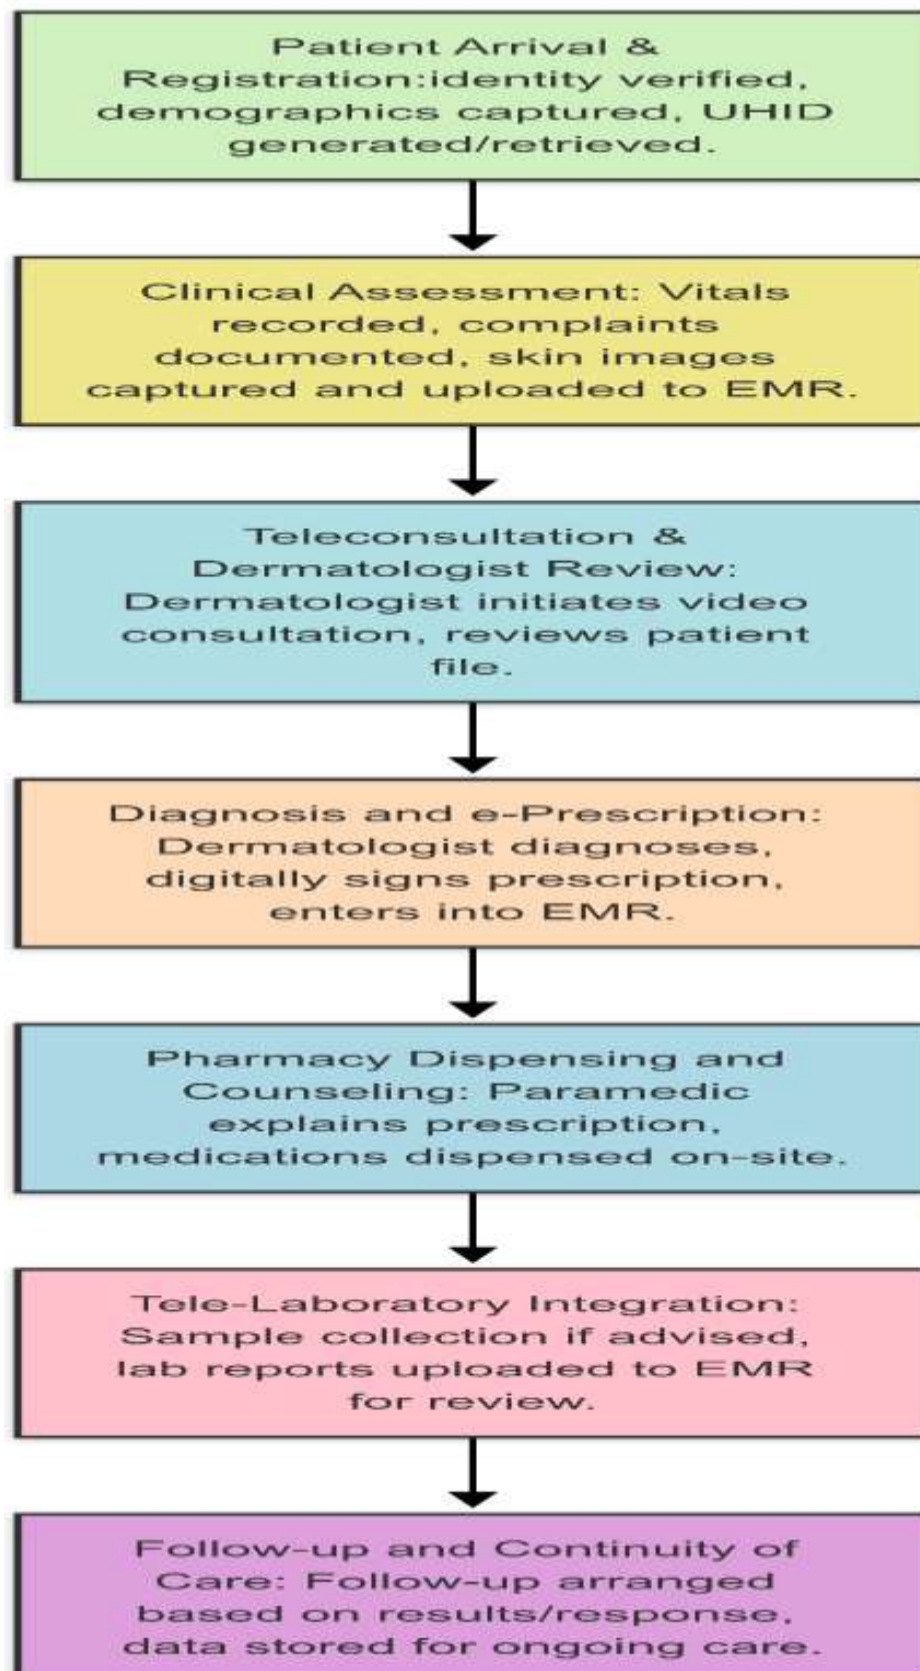 Patient Arrival &
Registration:identity verified,
demographics captured, UHID
generated/retrieved.
Clinical Assessment: Vitals
recorded, complaints
documented, skin images
captured and uploaded to EMR.
Teleconsultation &
Dermatologist Review:
Dermatologist initiates video
consultation, reviews patient
file.
Diagnosis and e-Prescription:
Dermatologist diagnoses,
digitally signs prescription,
enters into EMR.
Pharmacy Dispensing and
Counseling: Paramedic
explains prescription,
medications dispensed on-site.
Tele-Laboratory Integration:
Sample collection if advised,
lab reports uploaded to EMR
for review.
Follow-up and Continuity of
Care: Follow-up arranged
based on results/response,
data stored for ongoing care.